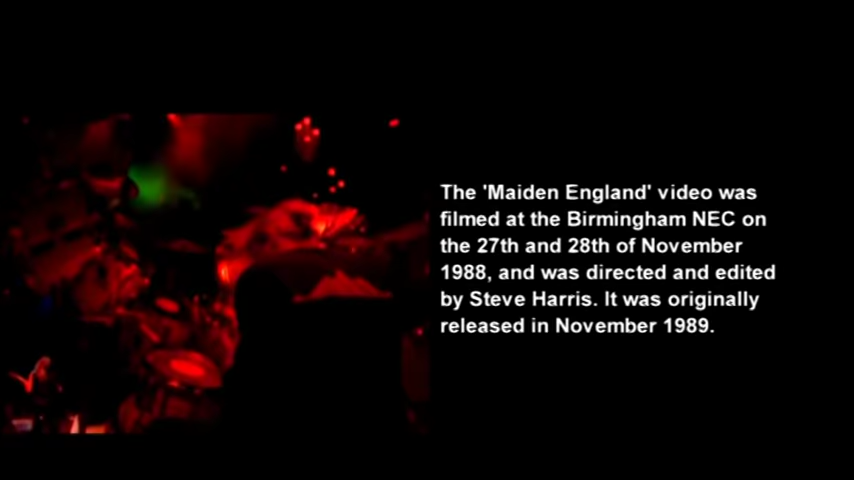 The 'Maiden England' video was
filmed at the Birmingham NEC on
the 27th and 28th of November
1988, and was directed and edited
by Steve Harris. It was originally
released in November 1989.